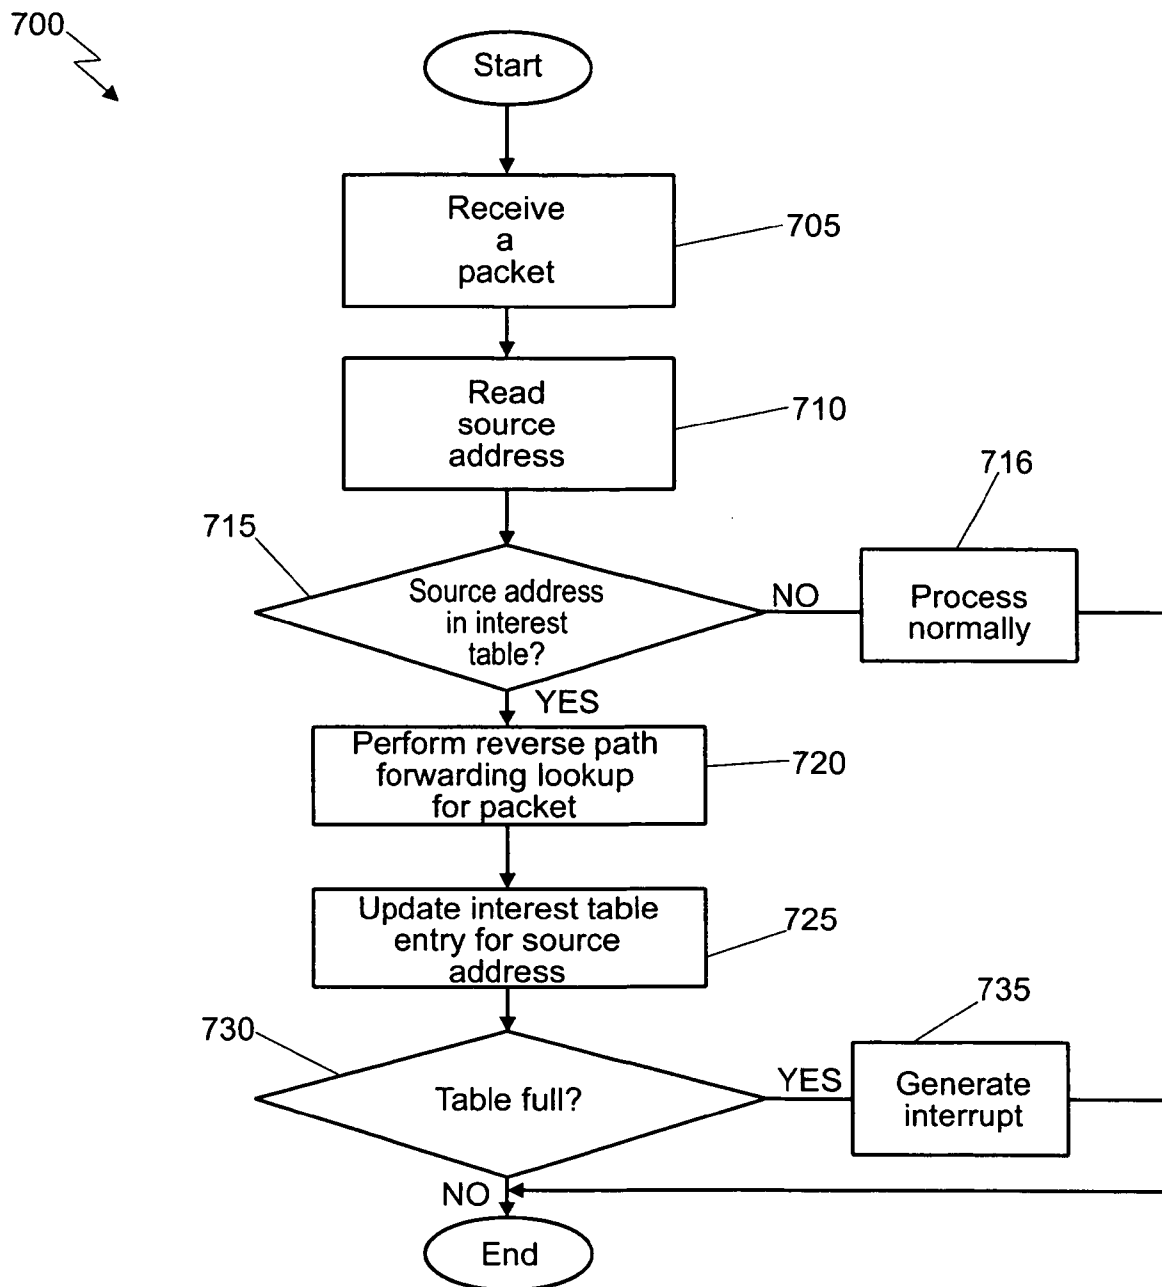 700
Start
Receive
a
packet
705
Read
source
address
710
716
715
Source address
in interest
table?
NO
Process
normally
YES
Perform reverse path
forwarding lookup
for packet
720
Update interest table
entry for source
address
725
735
730
Table full?
YES
Generate
interrupt
NO
End